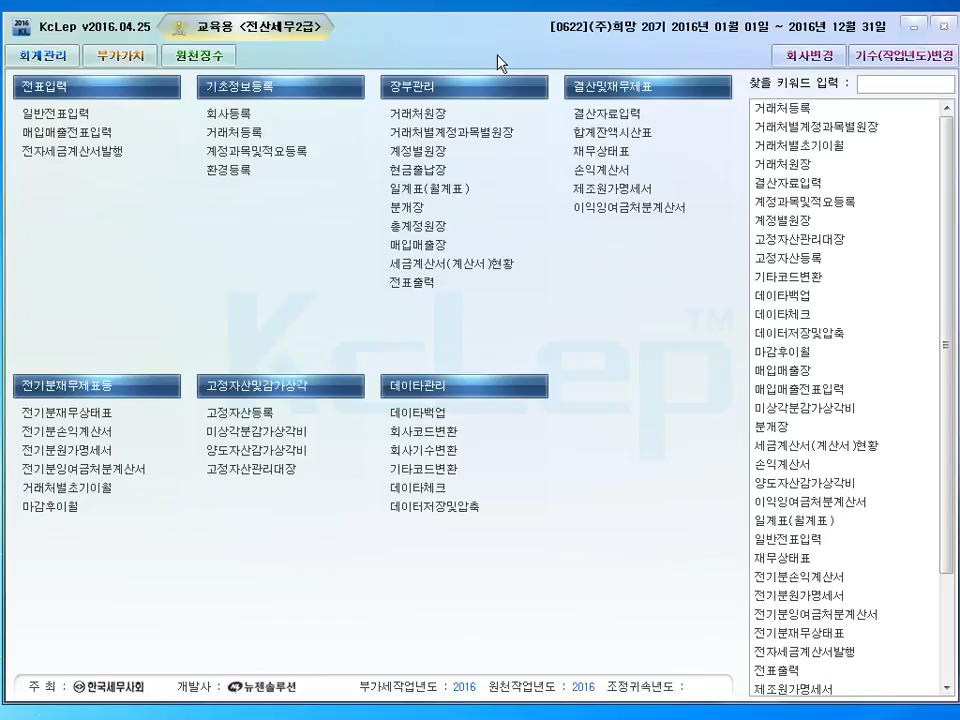 2016 KL KcLep v2016.04.25 교육용 <전산세무2급> [0622](주)희망 20기 2016년 01월 01일 ~ 2016년 12월 31일
회계관리 부가가치 원천징수 회사변경 기수(작업년도)변경
전표입력
일반전표입력
매입매출전표입력
전자세금계산서발행
기초정보등록
회사등록
거래처등록
계정과목및적요등록
환경등록
장부관리
거래처원장
거래처별계정과목별원장
계정별원장
현금출납장
일계표(월계표)
분개장
총계정원장
매입매출장
세금계산서(계산서)현황
전표출력
결산및재무제표
결산자료입력
합계잔액시산표
재무상태표
손익계산서
제조원가명세서
이익잉여금처분계산서
전기분재무제표등
전기분재무상태표
전기분손익계산서
전기분원가명세서
전기분잉여금처분계산서
거래처별초기이월
마감후이월
고정자산및감가상각
고정자산등록
미상각분감가상각비
양도자산감가상각비
고정자산관리대장
데이타관리
데이타백업
회사코드변환
회사기수변환
기타코드변환
데이타체크
데이터저장및압축
KcLep TM
찾을 키워드 입력 :
거래처등록
거래처별계정과목별원장
거래처별초기이월
거래처원장
결산자료입력
계정과목및적요등록
계정별원장
고정자산관리대장
고정자산등록
기타코드변환
데이타백업
데이타체크
데이터저장및압축
마감후이월
매입매출장
매입매출전표입력
미상각분감가상각비
분개장
세금계산서(계산서)현황
손익계산서
양도자산감가상각비
이익잉여금처분계산서
일계표(월계표)
일반전표입력
재무상태표
전기분손익계산서
전기분원가명세서
전기분잉여금처분계산서
전기분재무상태표
전자세금계산서발행
전표출력
제조원가명세서
주 최 : 한국세무사회 개발사 : 뉴젠솔루션 부가세작업년도 : 2016 원천작업년도 : 2016 조정귀속년도 :